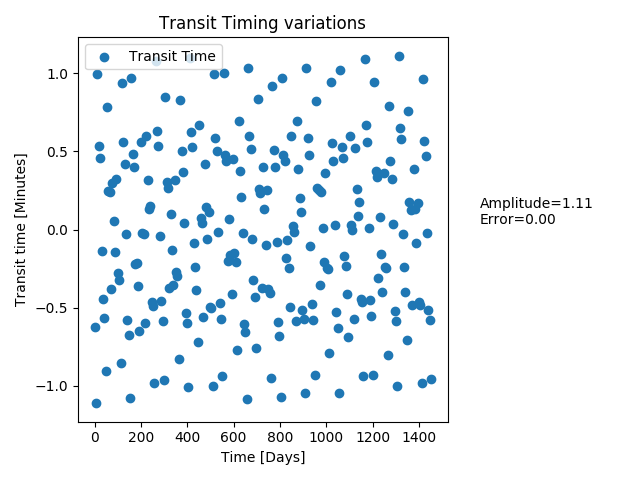 Transit Timing variations
Transit Time
Transit time [Minutes]
1.0
0.5
0.0
−0.5
−1.0
0 200 400 600 800 1000 1200 1400
Time [Days]
Amplitude=1.11
Error=0.00